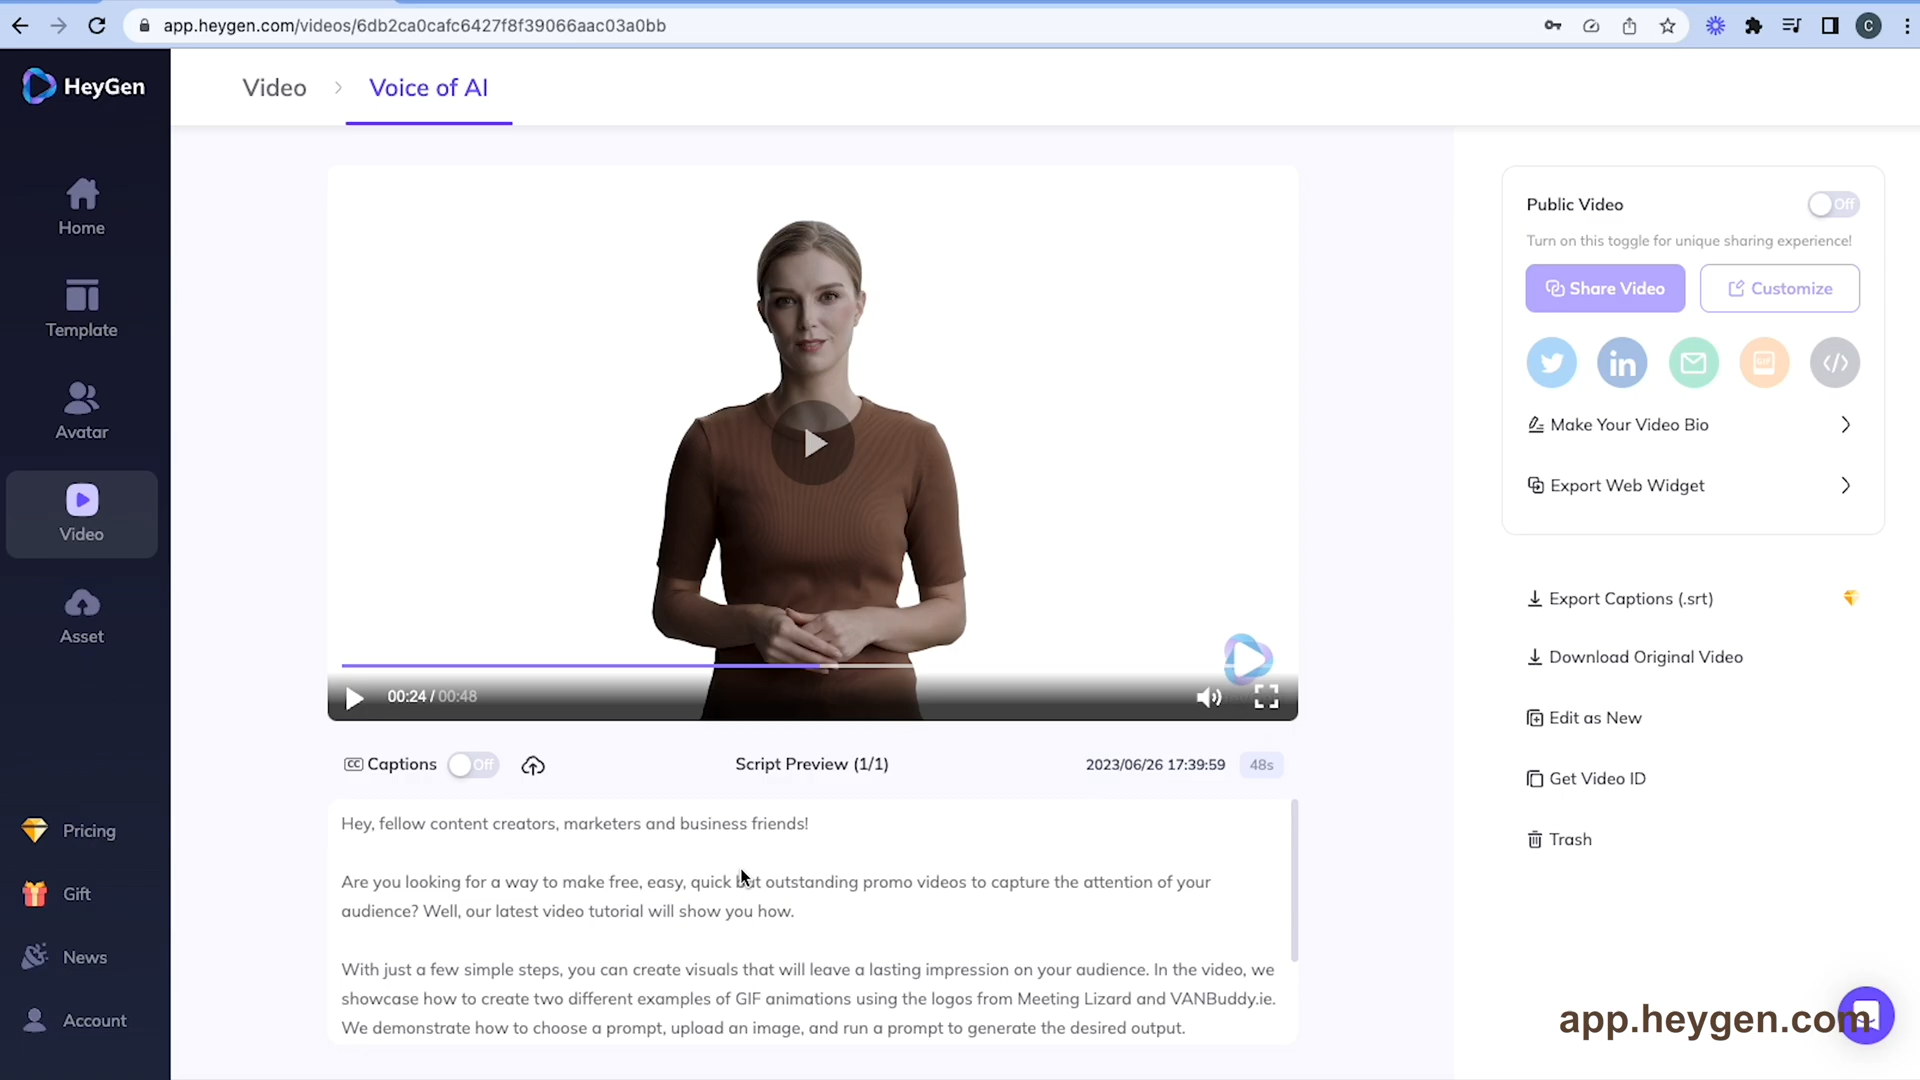 app.heygen.com/videos/6db2ca0cafc6427f8f39066aac03a0bb
C
HeyGen
Video > Voice of AI
Home
Template
Avatar
Video
Asset
Pricing
Gift
News
Account
00:24 / 00:48
CC Captions Off
Script Preview (1/1)
2023/06/26 17:39:59 48s
Hey, fellow content creators, marketers and business friends!
Are you looking for a way to make free, easy, quick but outstanding promo videos to capture the attention of your
audience? Well, our latest video tutorial will show you how.
With just a few simple steps, you can create visuals that will leave a lasting impression on your audience. In the video, we
showcase how to create two different examples of GIF animations using the logos from Meeting Lizard and VANBuddy.ie.
We demonstrate how to choose a prompt, upload an image, and run a prompt to generate the desired output.
Public Video Off
Turn on this toggle for unique sharing experience!
Share Video
Customize
in
GIF
Make Your Video Bio
Export Web Widget
Export Captions (.srt)
Download Original Video
Edit as New
Get Video ID
Trash
app.heygen.com